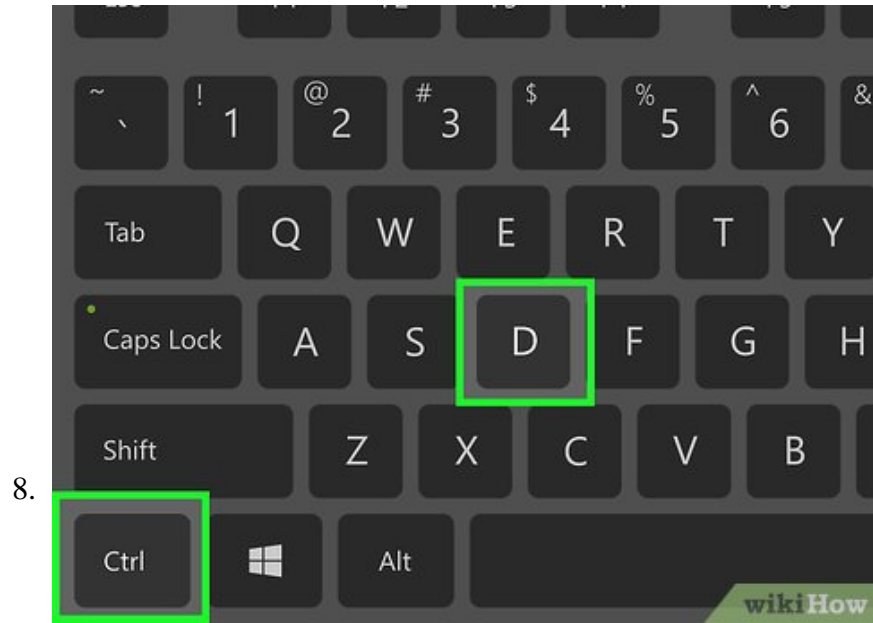 ~ ` ! 1 @ 2 # 3 $ 4 % 5 ^ 6 &
Tab Q W E R T Y
Caps Lock A S D F G H
Shift Z X C V B
8.
Ctrl Alt
wikiHow